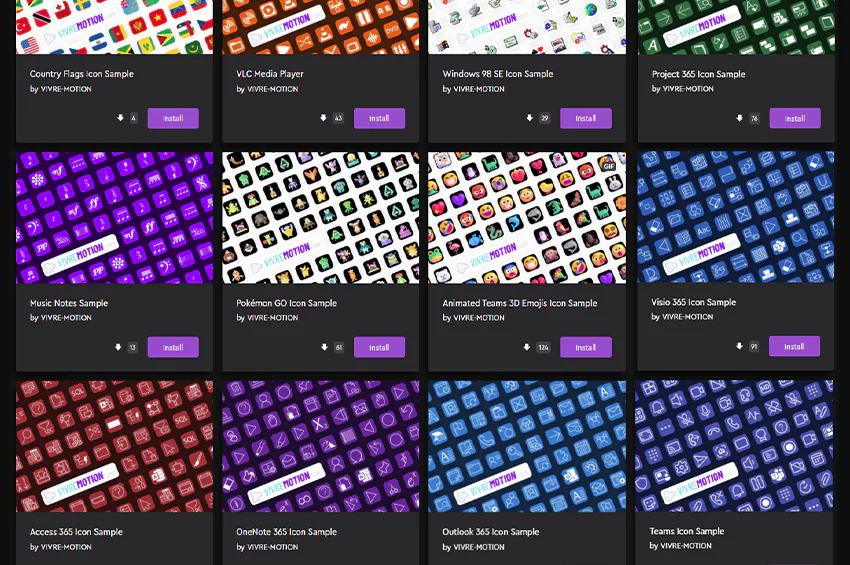 VIVREMOTION
VIVREMOTION
VIVREMOTION
VIVREMOTION
Country Flags Icon Sample
by VIVRE-MOTION
4
Install
VLC Media Player
by VIVRE-MOTION
43
Install
Windows 98 SE Icon Sample
by VIVRE-MOTION
29
Install
Project 365 Icon Sample
by VIVRE-MOTION
76
Install
VIVREMOTION
VIVREMOTION
GIF
VIVREMOTION
VIVREMOTION
Music Notes Sample
by VIVRE-MOTION
13
Install
Pokémon GO Icon Sample
by VIVRE-MOTION
61
Install
Animated Teams 3D Emojis Icon Sample
by VIVRE-MOTION
124
Install
Visio 365 Icon Sample
by VIVRE-MOTION
91
Install
VIVREMOTION
VIVREMOTION
VIVREMOTION
VIVREMOTION
Access 365 Icon Sample
by VIVRE-MOTION
OneNote 365 Icon Sample
by VIVRE-MOTION
Outlook 365 Icon Sample
by VIVRE-MOTION
Teams Icon Sample
by VIVRE-MOTION